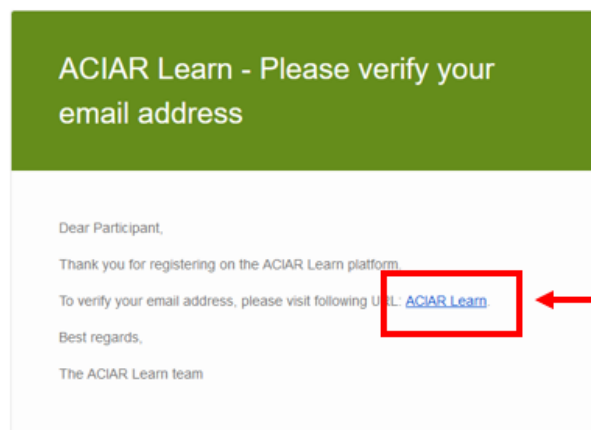 ACIAR Learn - Please verify your
email address
Dear Participant,
Thank you for registering on the ACIAR Learn platform.
To verify your email address, please visit following URL: ACIAR Learn.
Best regards,
The ACIAR Learn team